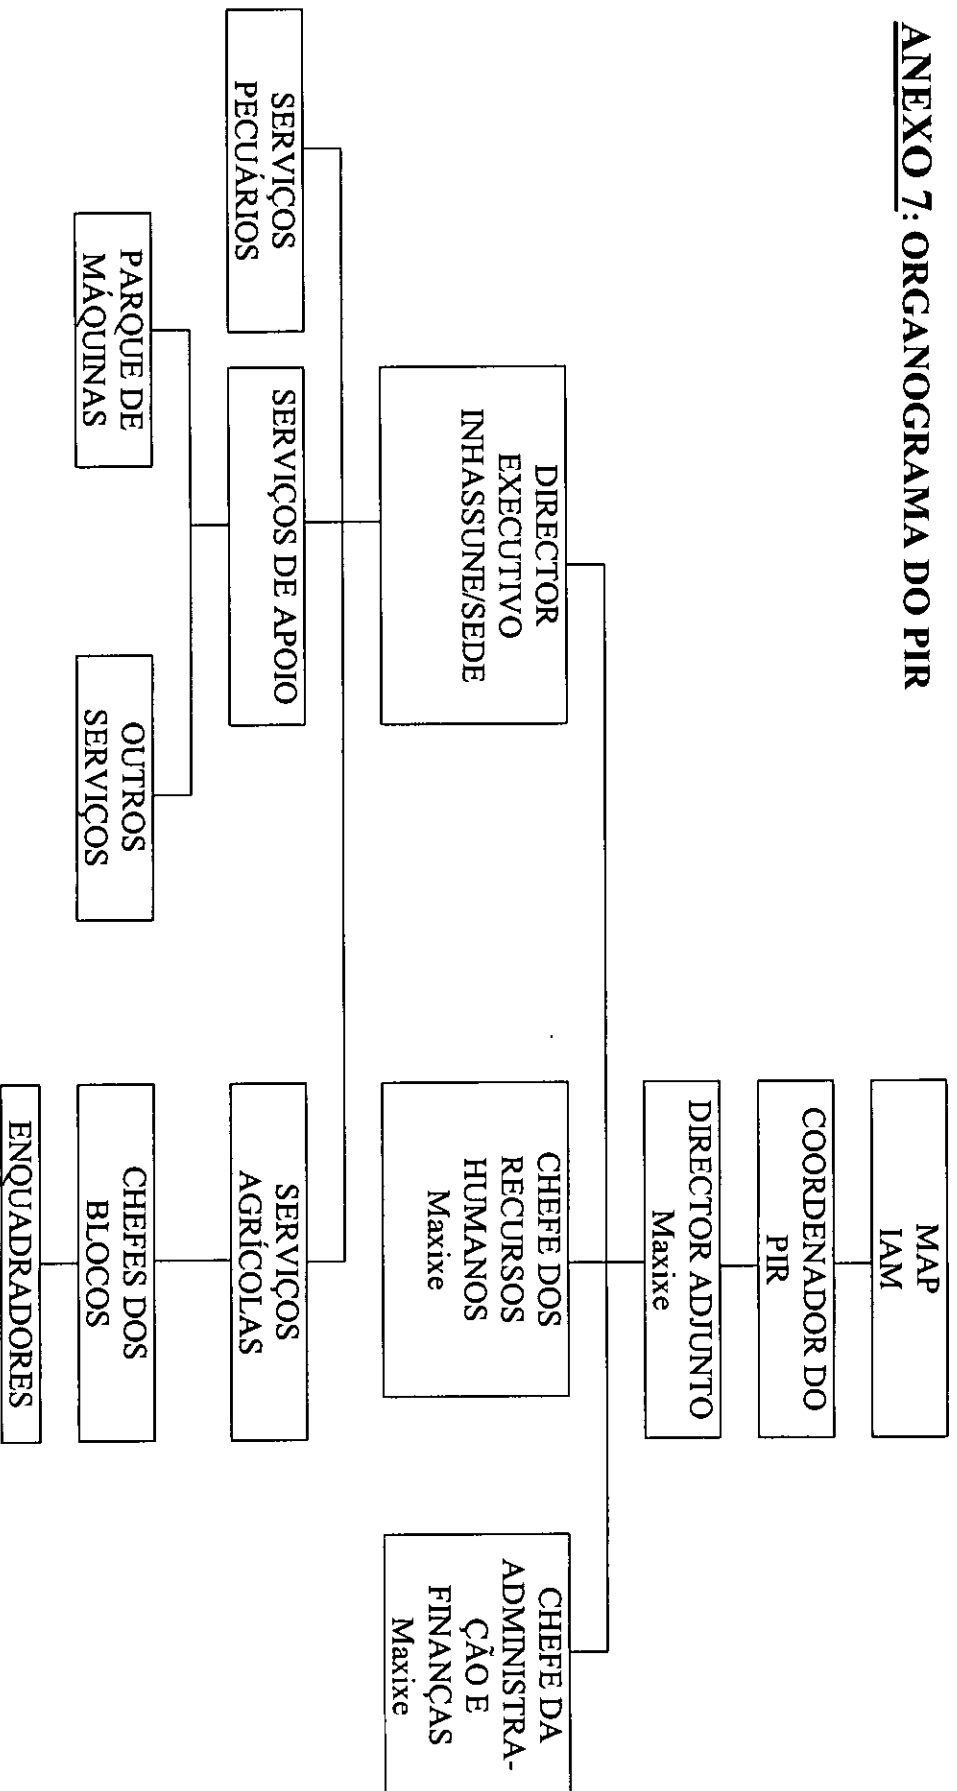 ANEXO 7: ORGANOGRAMA DO PIR
MAP
IAM
COORDENADOR DO
PIR
DIRECTOR ADJUNTO
Maxixe
DIRECTOR
EXECUTIVO
INHASSUNE/SEDE
CHEFE DOS
RECURSOS
HUMANOS
Maxixe
CHEFE DA
ADMINISTRA-
ÇÃO E
FINANÇAS
Maxixe
SERVIÇOS
PECUÁRIOS
SERVIÇOS DE APOIO
SERVIÇOS
AGRÍCOLAS
PARQUE DE
MÁQUINAS
OUTROS
SERVIÇOS
CHEFES DOS
BLOCOS
ENQUADRADORES